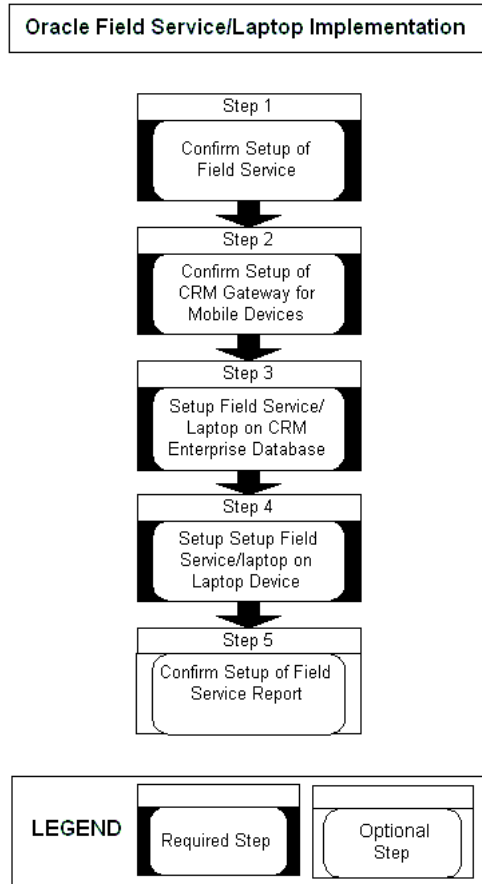 Oracle Field Service/Laptop Implementation
Step 1
Confirm Setup of
Field Service
Step 2
Confirm Setup of
CRM Gateway for
Mobile Devices
Step 3
Setup Field Service/
Laptop on CRM
Enterprise Database
Step 4
Setup Setup Field
Service/laptop on
Laptop Device
Step 5
Confirm Setup of Field
Service Report
LEGEND
Required Step
Optional
Step